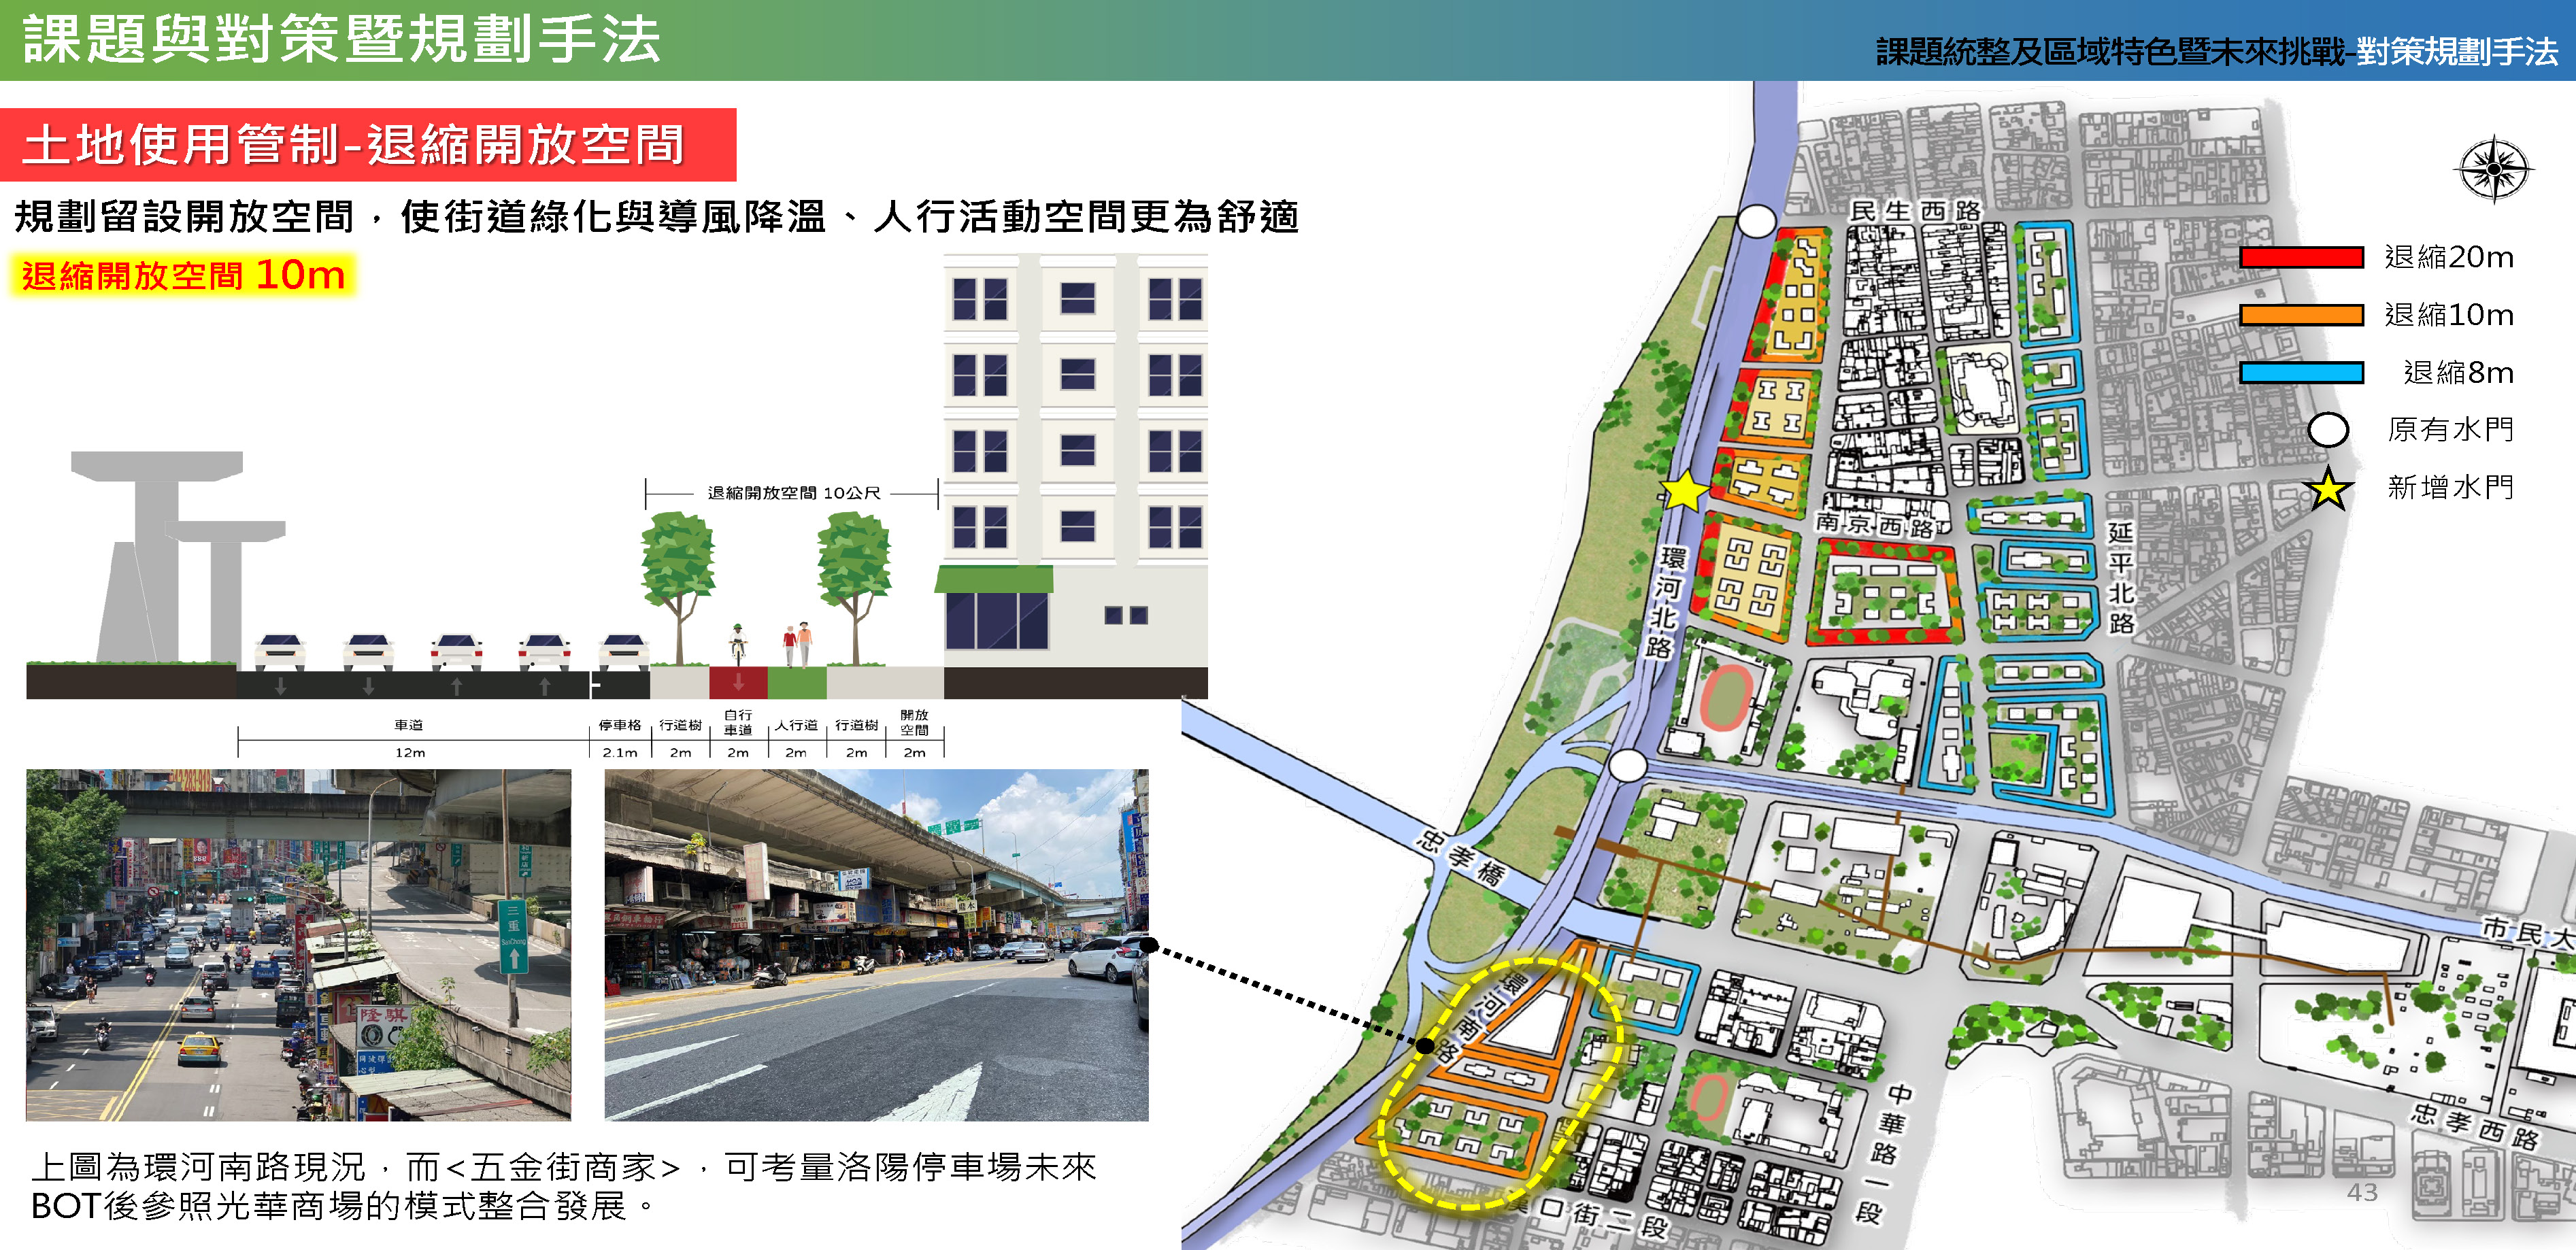 課題與對策暨規劃手法
課題統整及區域特色暨未來挑戰-對策規劃手法
土地使用管制-退縮開放空間
規劃留設開放空間，使街道綠化與導風降溫、人行活動空間更為舒適
退縮開放空間 10m
退縮開放空間 10公尺
車道
停車格
行道樹
自行
車道
人行道
行道樹
開放
空間
12m
2.1m
2m
2m
2m
2m
2m
三重
SanChong
隆騏
上圖為環河南路現況，而<五金街商家>，可考量洛陽停車場未來
BOT後參照光華商場的模式整合發展。
民生西路
南京西路
延平北路
環河北路
忠孝橋
環河南路
市民大
中華路一段
忠孝西路
漢口街二段
退縮20m
退縮10m
退縮8m
原有水門
新增水門
43